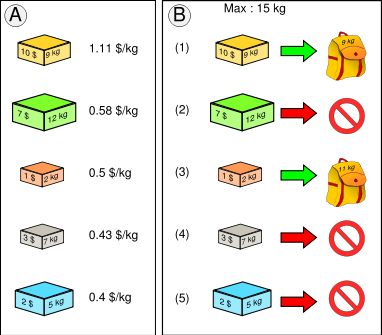 A
10 $ 9 kg 1.11 $/kg
7 $ 12 kg 0.58 $/kg
1 $ 2 kg 0.5 $/kg
3 $ 7 kg 0.43 $/kg
2 $ 5 kg 0.4 $/kg
B Max : 15 kg
(1) 10 $ 9 kg 9 kg
(2) 7 $ 12 kg
(3) 1 $ 2 kg 11 kg
(4) 3 $ 7 kg
(5) 2 $ 5 kg